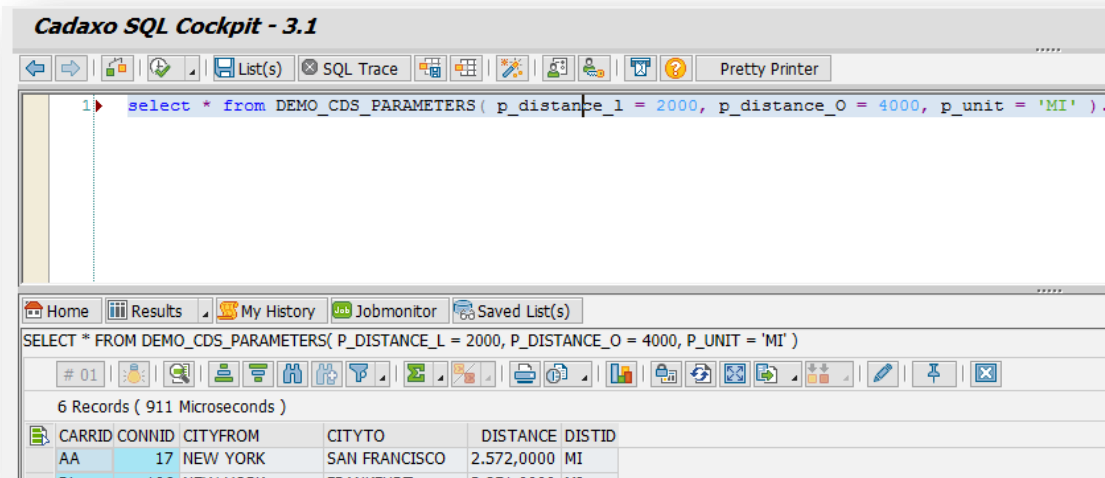 Cadaxo SQL Cockpit - 3.1
List(s) SQL Trace Pretty Printer
1 select * from DEMO_CDS_PARAMETERS( p_distance_l = 2000, p_distance_O = 4000, p_unit = 'MI' ).
Home Results My History Job Jobmonitor Saved List(s)
SELECT * FROM DEMO_CDS_PARAMETERS( P_DISTANCE_L = 2000, P_DISTANCE_O = 4000, P_UNIT = 'MI' )
# 01
6 Records ( 911 Microseconds )
CARRID CONNID CITYFROM CITYTO DISTANCE DISTID
AA 17 NEW YORK SAN FRANCISCO 2.572,0000 MI